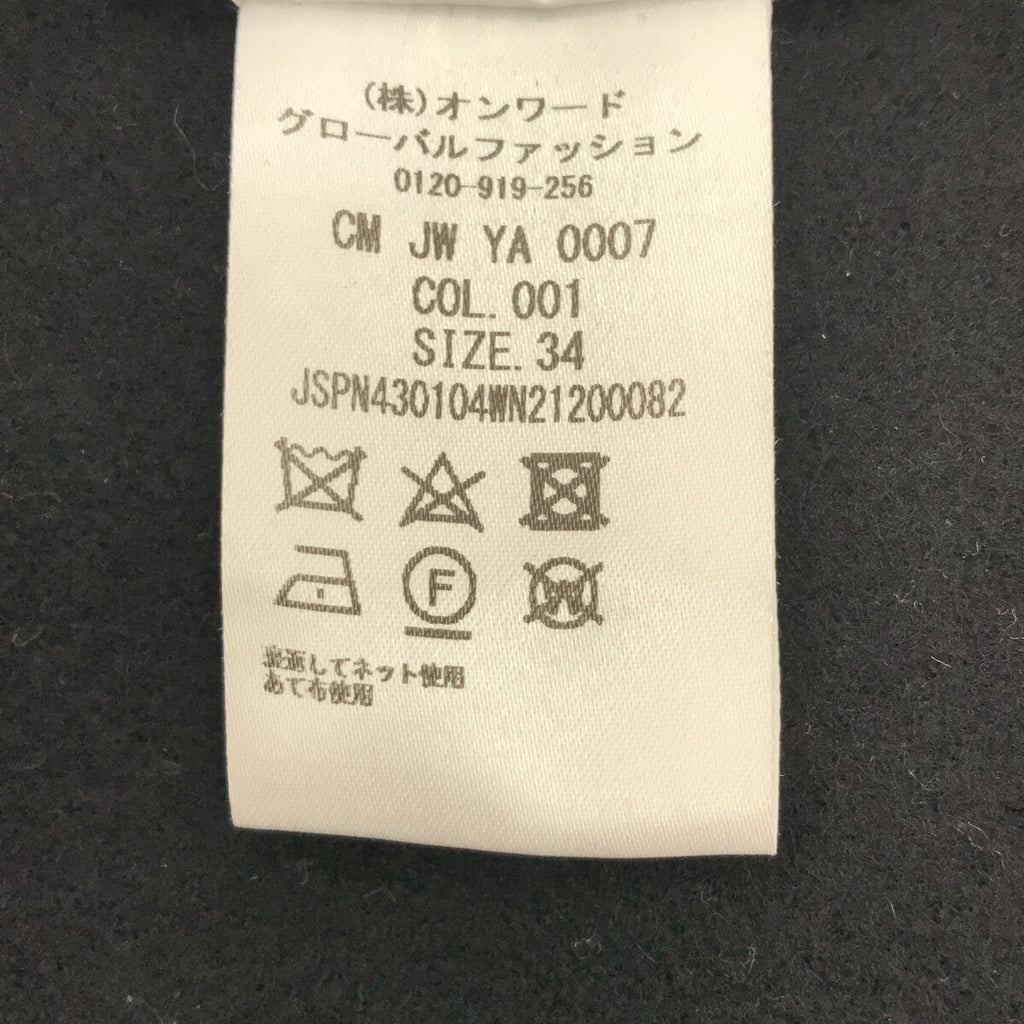 (株)オンワード
グローバルファッション
0120-919-256
CM JW YA 0007
COL. 001
SIZE. 34
JSPN430104WN21200082
F
W
裏返してネット使用
あて布使用